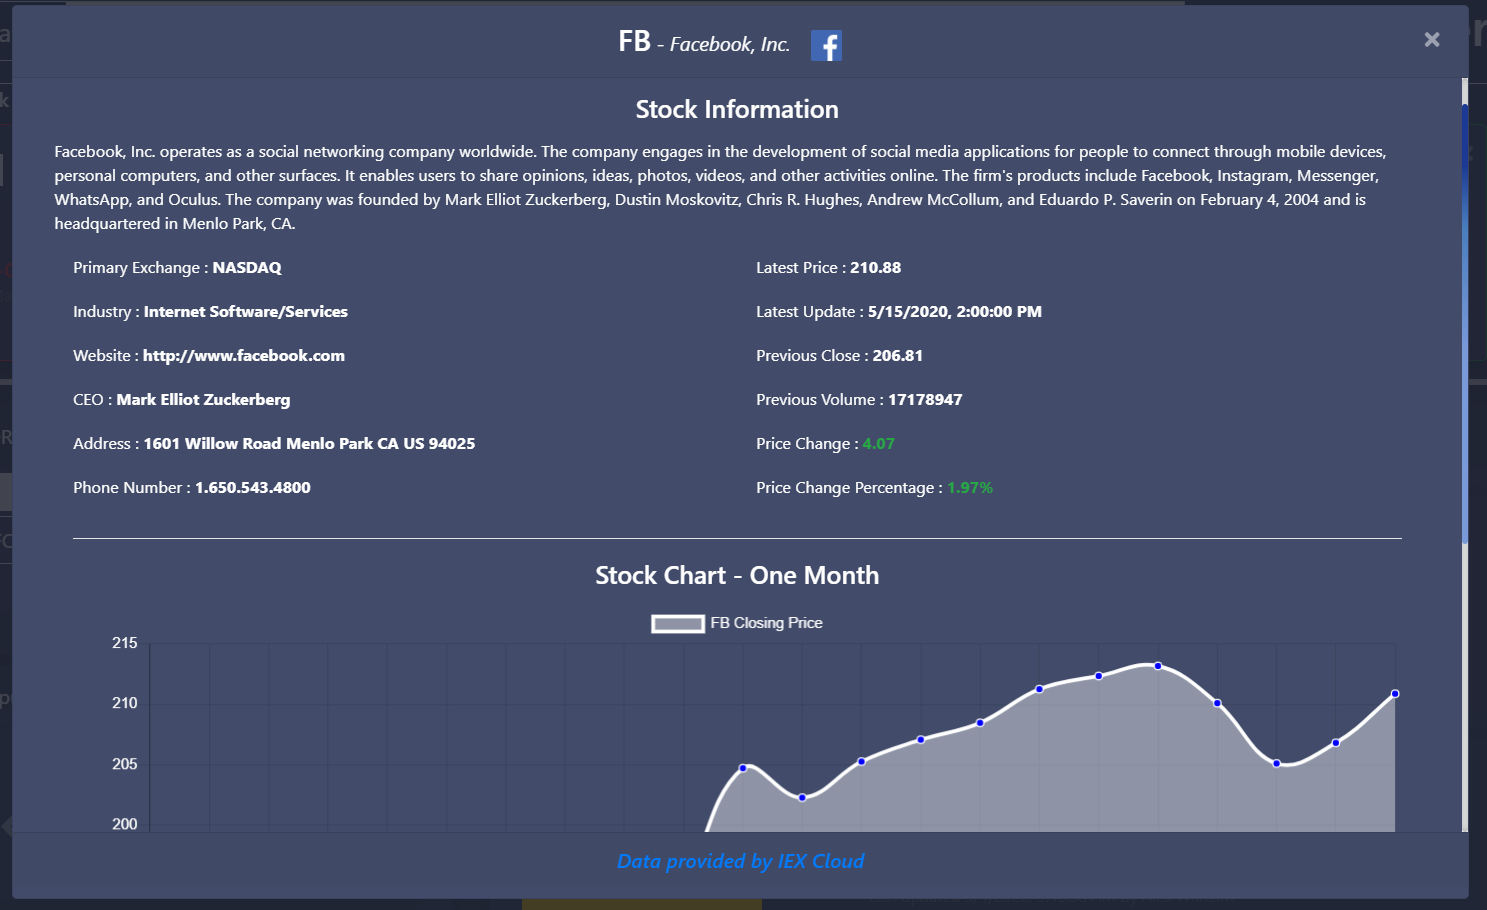 FB - Facebook, Inc.
×
Stock Information
Facebook, Inc. operates as a social networking company worldwide. The company engages in the development of social media applications for people to connect through mobile devices,
personal computers, and other surfaces. It enables users to share opinions, ideas, photos, videos, and other activities online. The firm's products include Facebook, Instagram, Messenger,
WhatsApp, and Oculus. The company was founded by Mark Elliot Zuckerberg, Dustin Moskovitz, Chris R. Hughes, Andrew McCollum, and Eduardo P. Saverin on February 4, 2004 and is
headquartered in Menlo Park, CA.
Primary Exchange : NASDAQ
Industry : Internet Software/Services
Website : http://www.facebook.com
CEO : Mark Elliot Zuckerberg
Address : 1601 Willow Road Menlo Park CA US 94025
Phone Number : 1.650.543.4800
Latest Price : 210.88
Latest Update : 5/15/2020, 2:00:00 PM
Previous Close : 206.81
Previous Volume : 17178947
Price Change : 4.07
Price Change Percentage : 1.97%
Stock Chart - One Month
FB Closing Price
215
210
205
200
Data provided by IEX Cloud